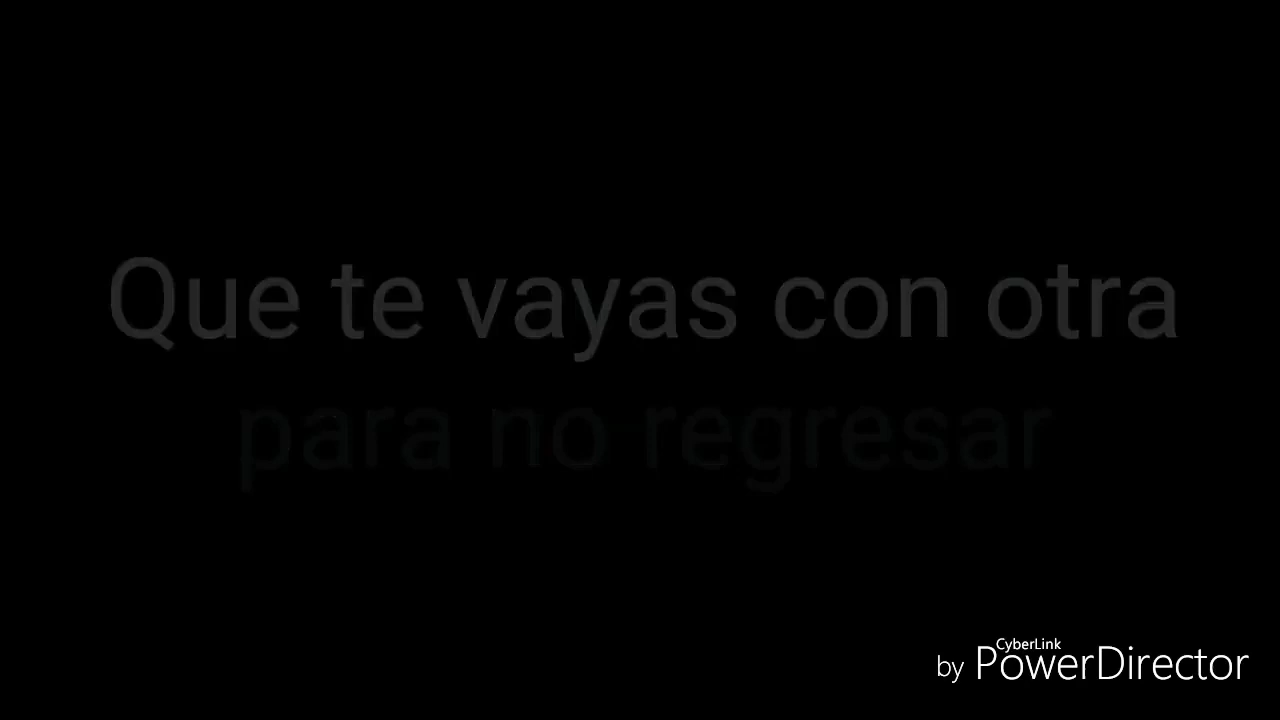 Que te vayas con otra
para no regresar
CyberLink
by PowerDirector